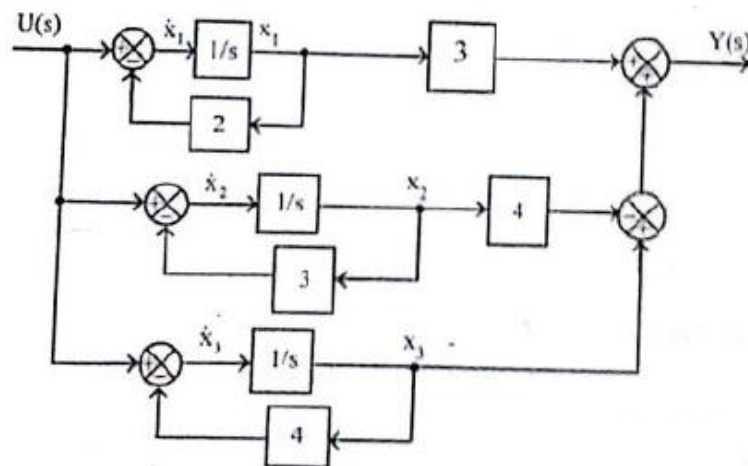 U(s)
+ − ẋ₁ 1/s x₁ 3 + + Y(s)
2
+ − ẋ₂ 1/s x₂ 4 − +
3
+ − ẋ₃ 1/s x₃
4